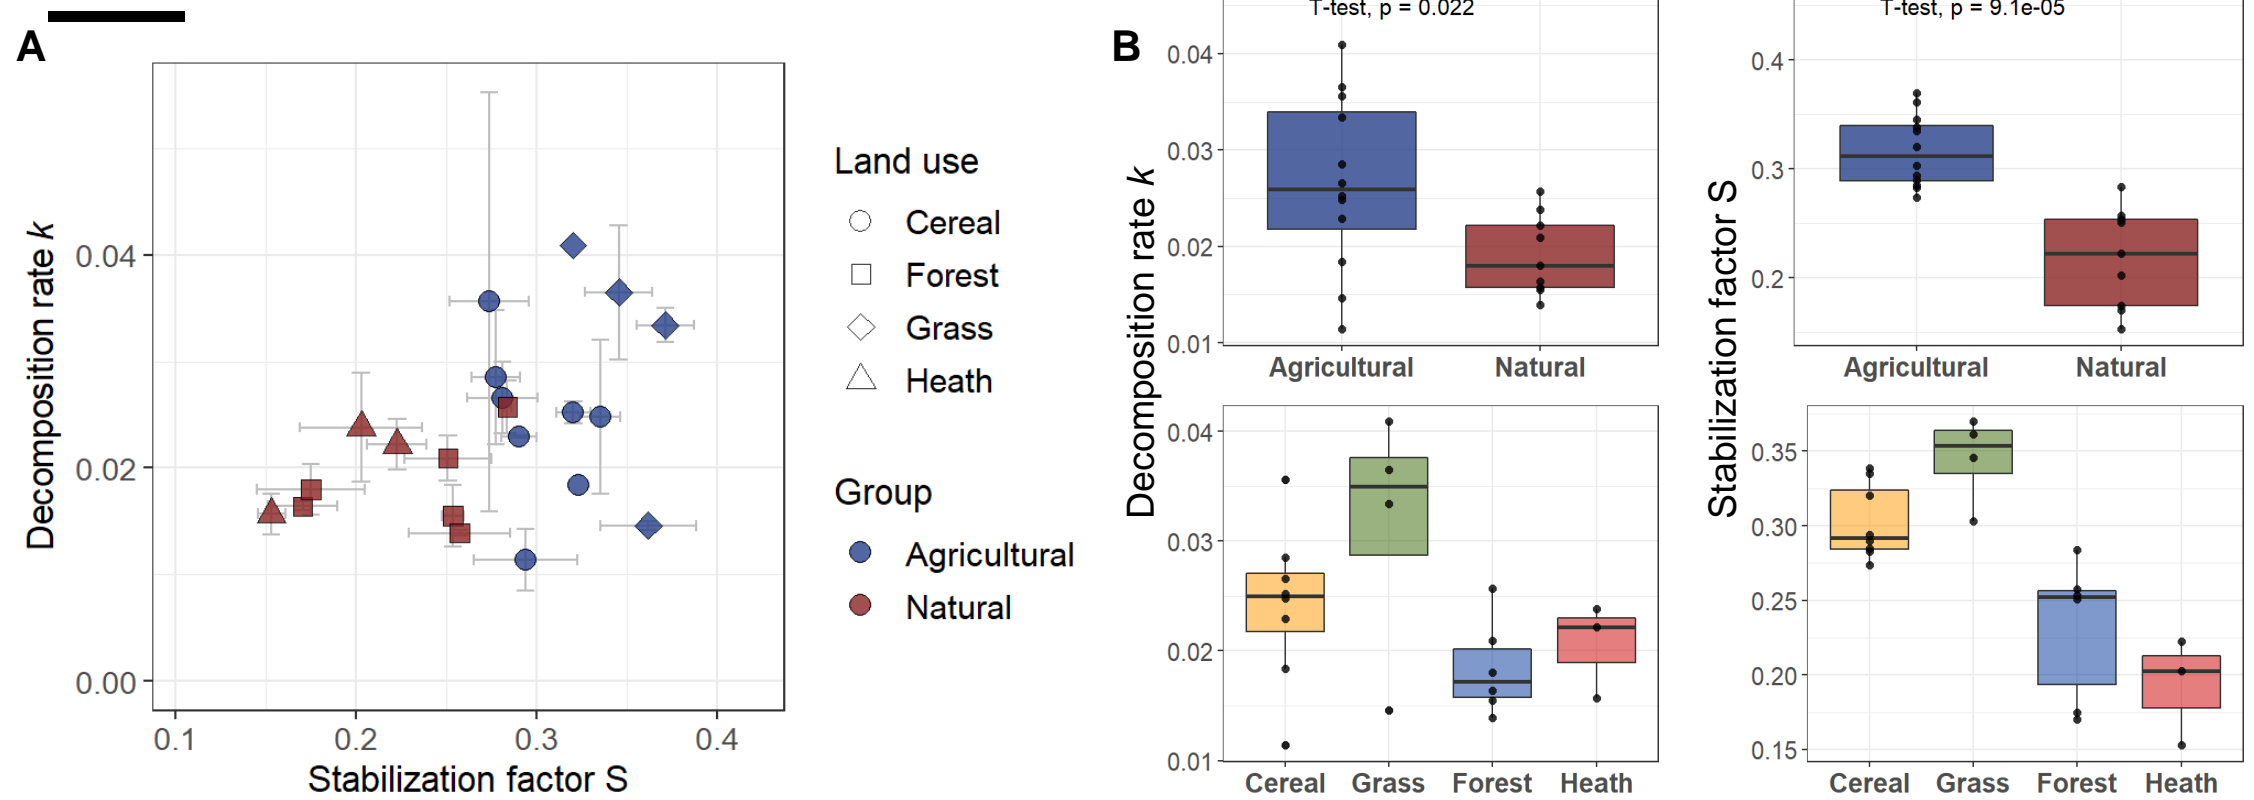 A
Decomposition rate k
0.04
0.02
0.00
0.1 0.2 0.3 0.4
Stabilization factor S
Land use
Cereal
Forest
Grass
Heath
Group
Agricultural
Natural
B
Decomposition rate k
T-test, p = 0.022
0.04
0.03
0.02
0.01
Agricultural Natural
0.04
0.03
0.02
0.01
Cereal Grass Forest Heath
Stabilization factor S
T-test, p = 9.1e-05
0.4
0.3
0.2
Agricultural Natural
0.35
0.30
0.25
0.20
0.15
Cereal Grass Forest Heath